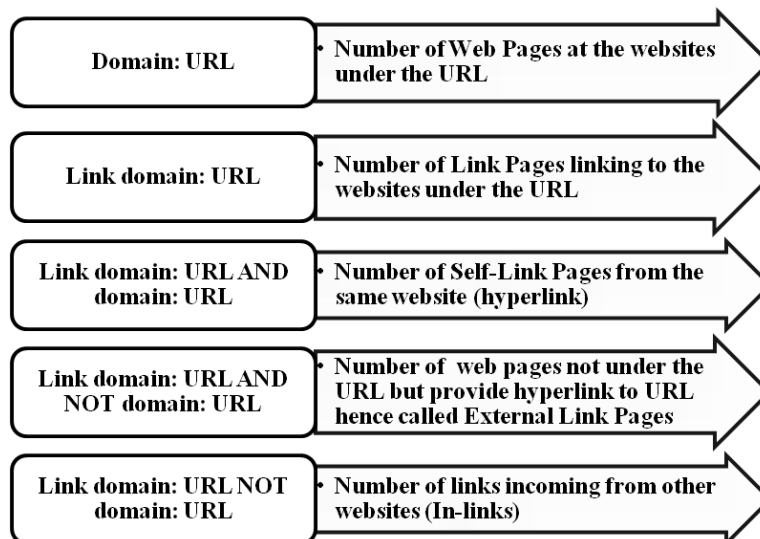 Domain: URL
• Number of Web Pages at the websites
under the URL
Link domain: URL
• Number of Link Pages linking to the
websites under the URL
Link domain: URL AND
domain: URL
• Number of Self-Link Pages from the
same website (hyperlink)
Link domain: URL AND
NOT domain: URL
• Number of web pages not under the
URL but provide hyperlink to URL
hence called External Link Pages
Link domain: URL NOT
domain: URL
• Number of links incoming from other
websites (In-links)